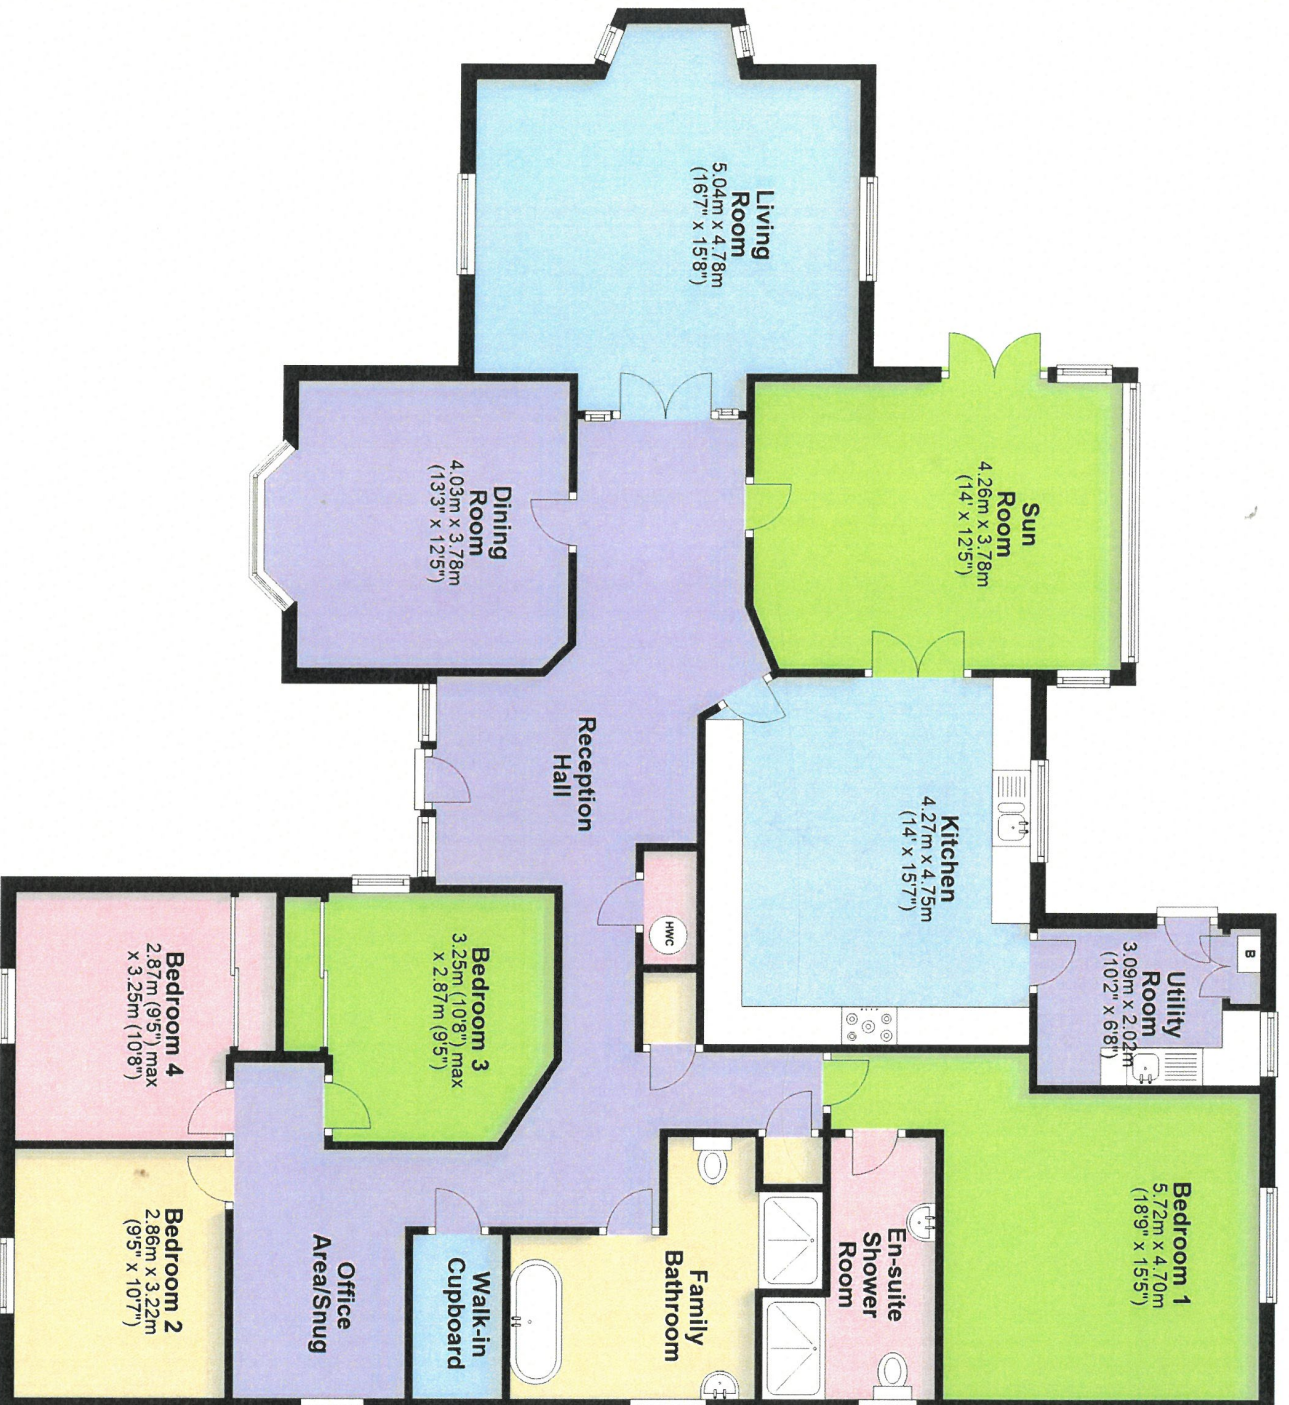 Living
Room
5.04m x 4.78m
(16'7" x 15'8")
Sun
Room
4.26m x 3.78m
(14' x 12'5")
Dining
Room
4.03m x 3.78m
(13'3" x 12'5")
Reception
Hall
Kitchen
4.27m x 4.75m
(14' x 15'7")
HWC
B
Utility
Room
3.09m x 2.02m
(10'2" x 6'8")
Bedroom 3
3.25m (10'8") max
x 2.87m (9'5")
Bedroom 4
2.87m (9'5") max
x 3.25m (10'8")
Bedroom 1
5.72m x 4.70m
(18'9" x 15'5")
En-suite
Shower
Room
Family
Bathroom
Walk-in
Cupboard
Office
Area/Snug
Bedroom 2
2.86m x 3.22m
(9'5" x 10'7")